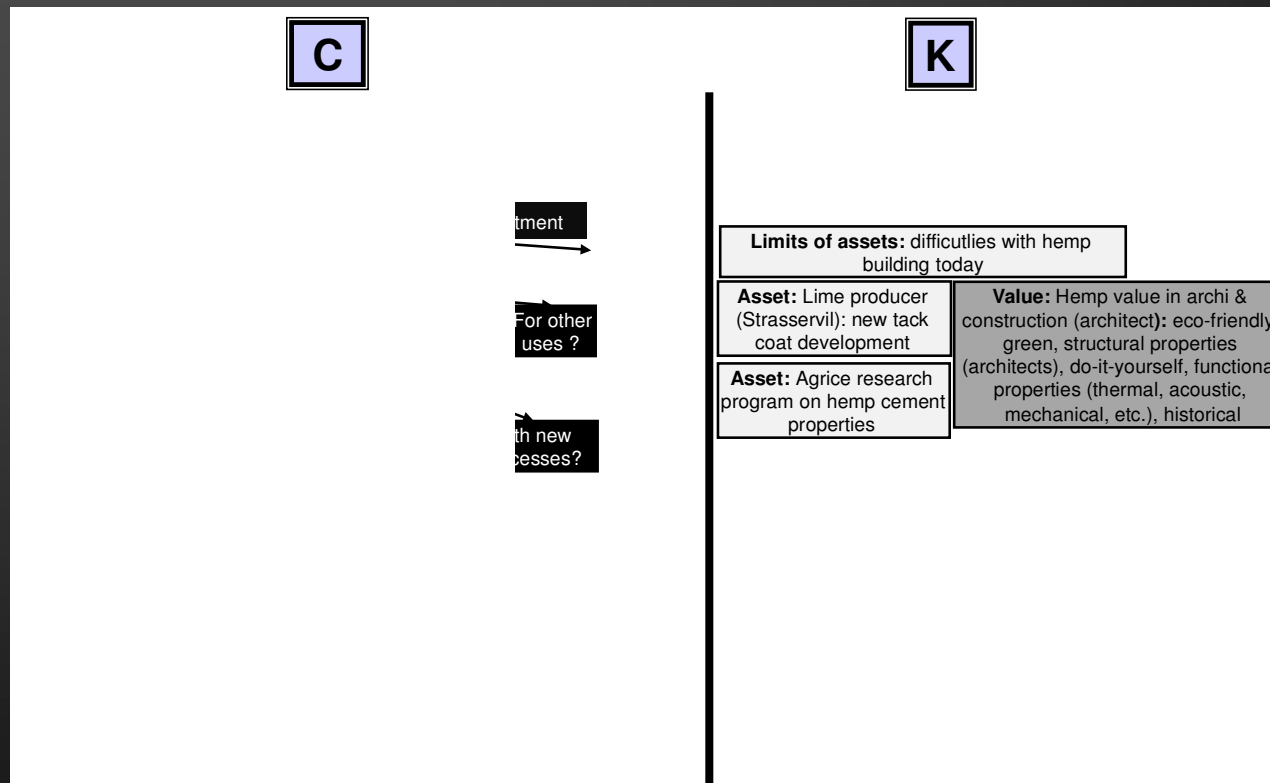 C
K
tment
For other
uses ?
th new
cesses?
Limits of assets: difficutlies with hemp
building today
Asset: Lime producer
(Strasservil): new tack
coat development
Asset: Agrice research
program on hemp cement
properties
Value: Hemp value in archi &
construction (architect): eco-friendly
green, structural properties
(architects), do-it-yourself, functiona
properties (thermal, acoustic,
mechanical, etc.), historical